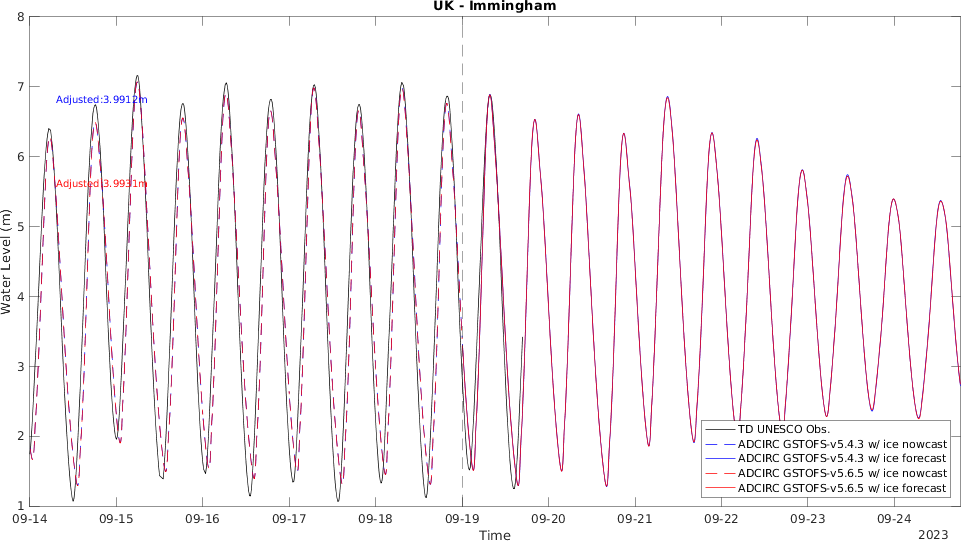 UK - Immingham
8
7
6
5
4
3
2
1
Water Level (m)
Adjusted:3.9912m
Adjusted:3.9931m
TD UNESCO Obs.
ADCIRC GSTOFS-v5.4.3 w/ ice nowcast
ADCIRC GSTOFS-v5.4.3 w/ ice forecast
ADCIRC GSTOFS-v5.6.5 w/ ice nowcast
ADCIRC GSTOFS-v5.6.5 w/ ice forecast
09-14 09-15 09-16 09-17 09-18 09-19 09-20 09-21 09-22 09-23 09-24
Time
2023